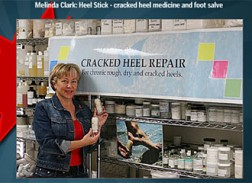 Melinda Clark: Heel Stick - cracked heel medicine and foot salve
CRACKED HEEL REPAIR
for chronic rough, dry and cracked heels.